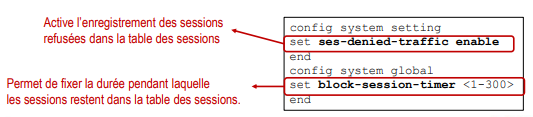 Active l'enregistrement des sessions
refusées dans la table des sessions
Permet de fixer la durée pendant laquelle
les sessions restent dans la table des sessions.
config system setting
set ses-denied-traffic enable
end
config system global
set block-session-timer <1-300>
end